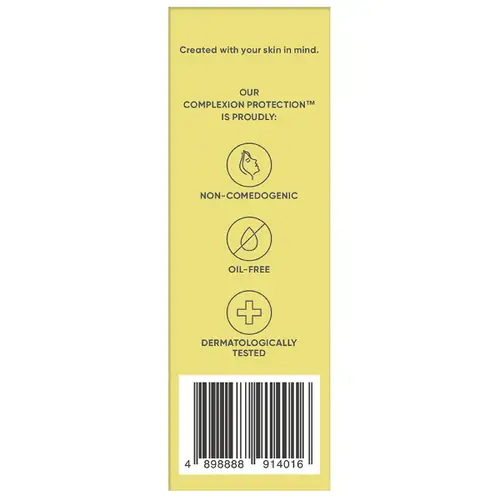 Created with your skin in mind.
OUR
COMPLEXION PROTECTION™
IS PROUDLY:
NON-COMEDOGENIC
OIL-FREE
DERMATOLOGICALLY
TESTED
4 898888 914016